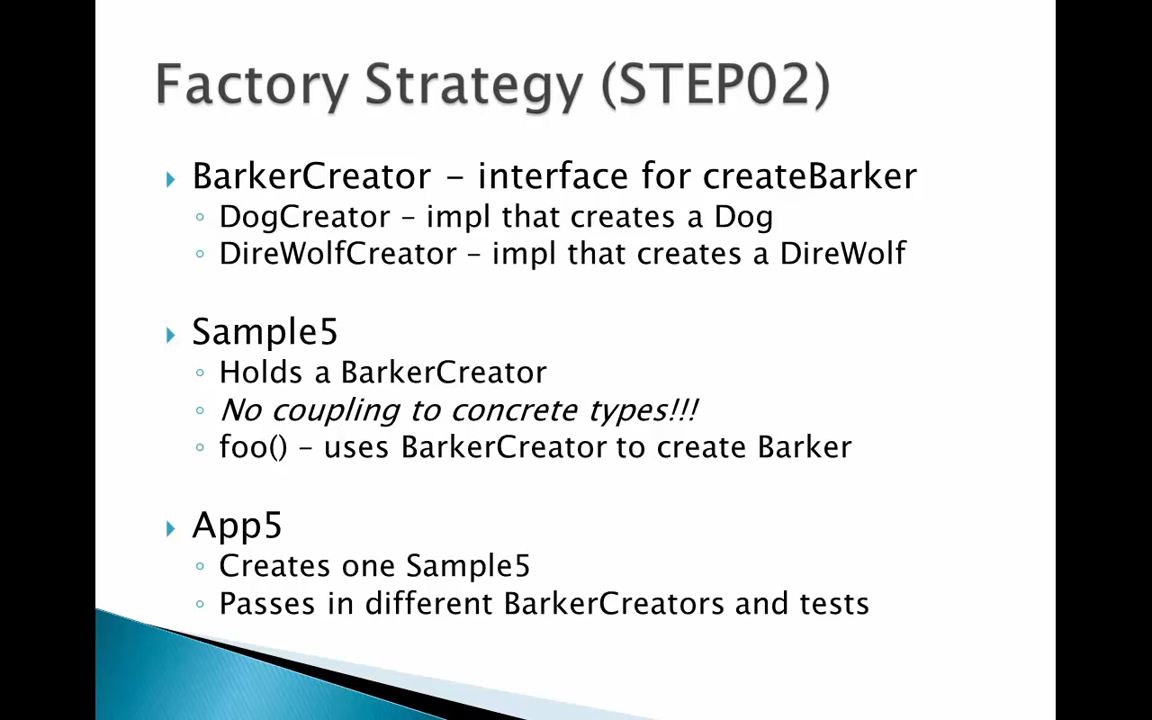 Factory Strategy (STEP02)
BarkerCreator – interface for createBarker
DogCreator – impl that creates a Dog
DireWolfCreator – impl that creates a DireWolf
Sample5
Holds a BarkerCreator
No coupling to concrete types!!!
foo() – uses BarkerCreator to create Barker
App5
Creates one Sample5
Passes in different BarkerCreators and tests